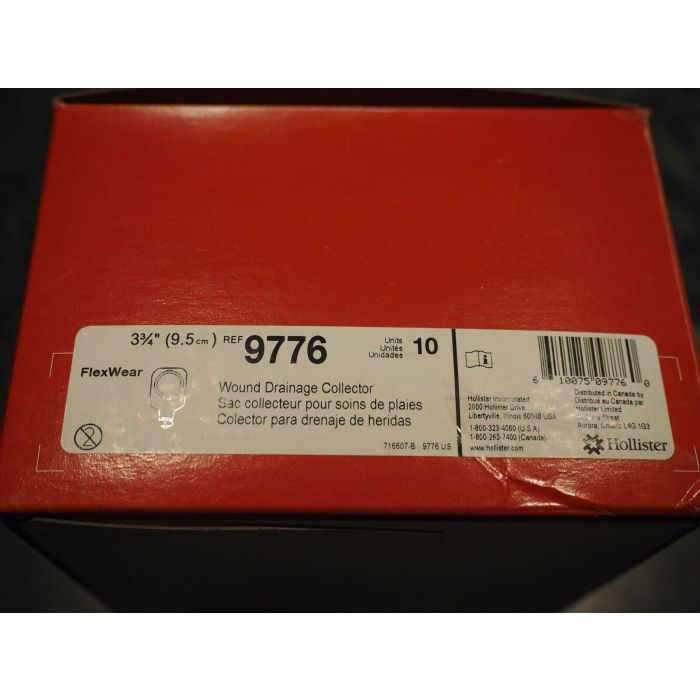 3¾" (9.5cm) REF 9776
Units
Unités
Unidades
10
FlexWear
Wound Drainage Collector
Sac collecteur pour soins de plaies
Colector para drenaje de heridas
716607-B 9776 US
2
i
Hollister Incorporated
2000 Hollister Drive
Libertyville, Illinois 60048 USA
1-800-323-4060 (U.S.A)
1-800-263-7400 (Canada)
www.hollister.com
6 10075 09776 0
Distributed in Canada by
Distribué au Canada par
Hollister Limited
Street
Aurora, Ontario L4G 1G3
Hollister